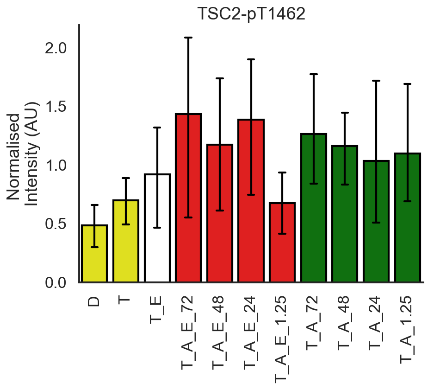 TSC2-pT1462
Normalised
Intensity (AU)
2.0
1.5
1.0
0.5
0.0
D
T
T_E
T_A_E_72
T_A_E_48
T_A_E_24
T_A_E_1.25
T_A_72
T_A_48
T_A_24
T_A_1.25